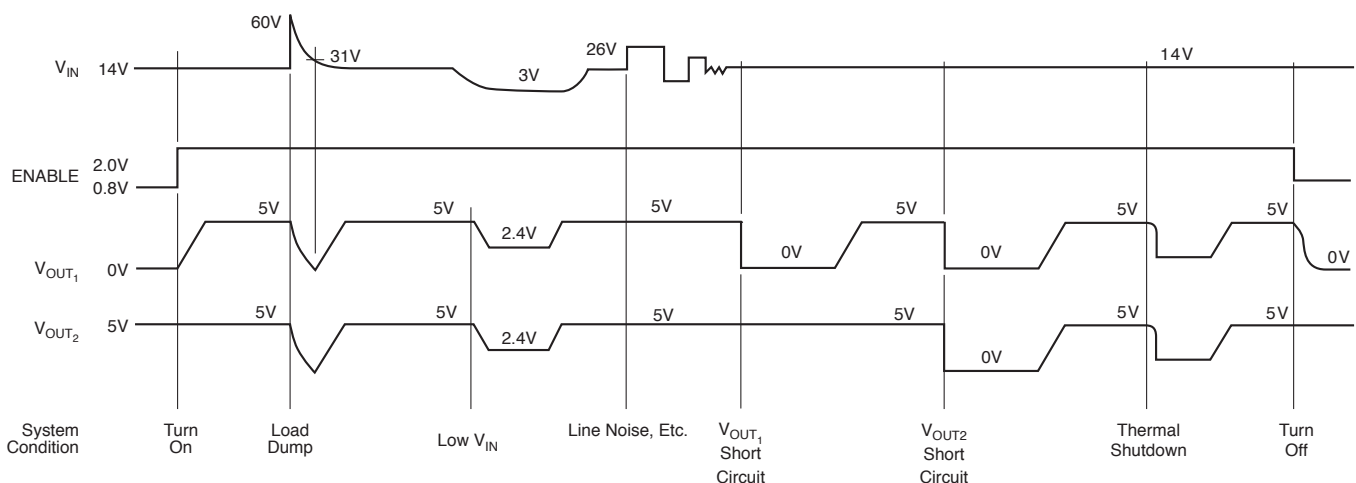 60V
31V
26V
3V
14V
V_IN 14V
2.0V
ENABLE
0.8V
5V 5V 5V 5V 5V 5V
2.4V
V_OUT1 0V 0V 0V 0V
V_OUT2 5V 5V 5V 5V 5V 5V 5V
2.4V 0V
System Condition
Turn On
Load Dump
Low V_IN
Line Noise, Etc.
V_OUT1 Short Circuit
V_OUT2 Short Circuit
Thermal Shutdown
Turn Off